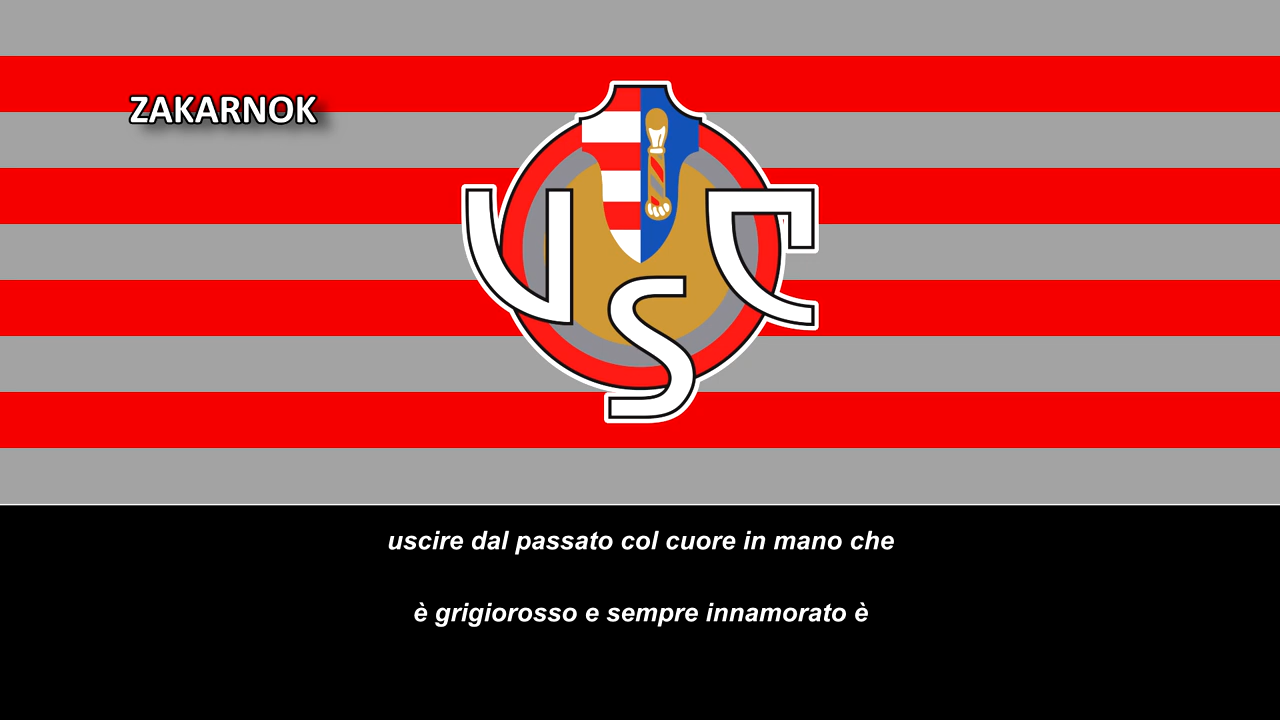 ZAKARNOK
USC
uscire dal passato col cuore in mano che
è grigiorosso e sempre innamorato è